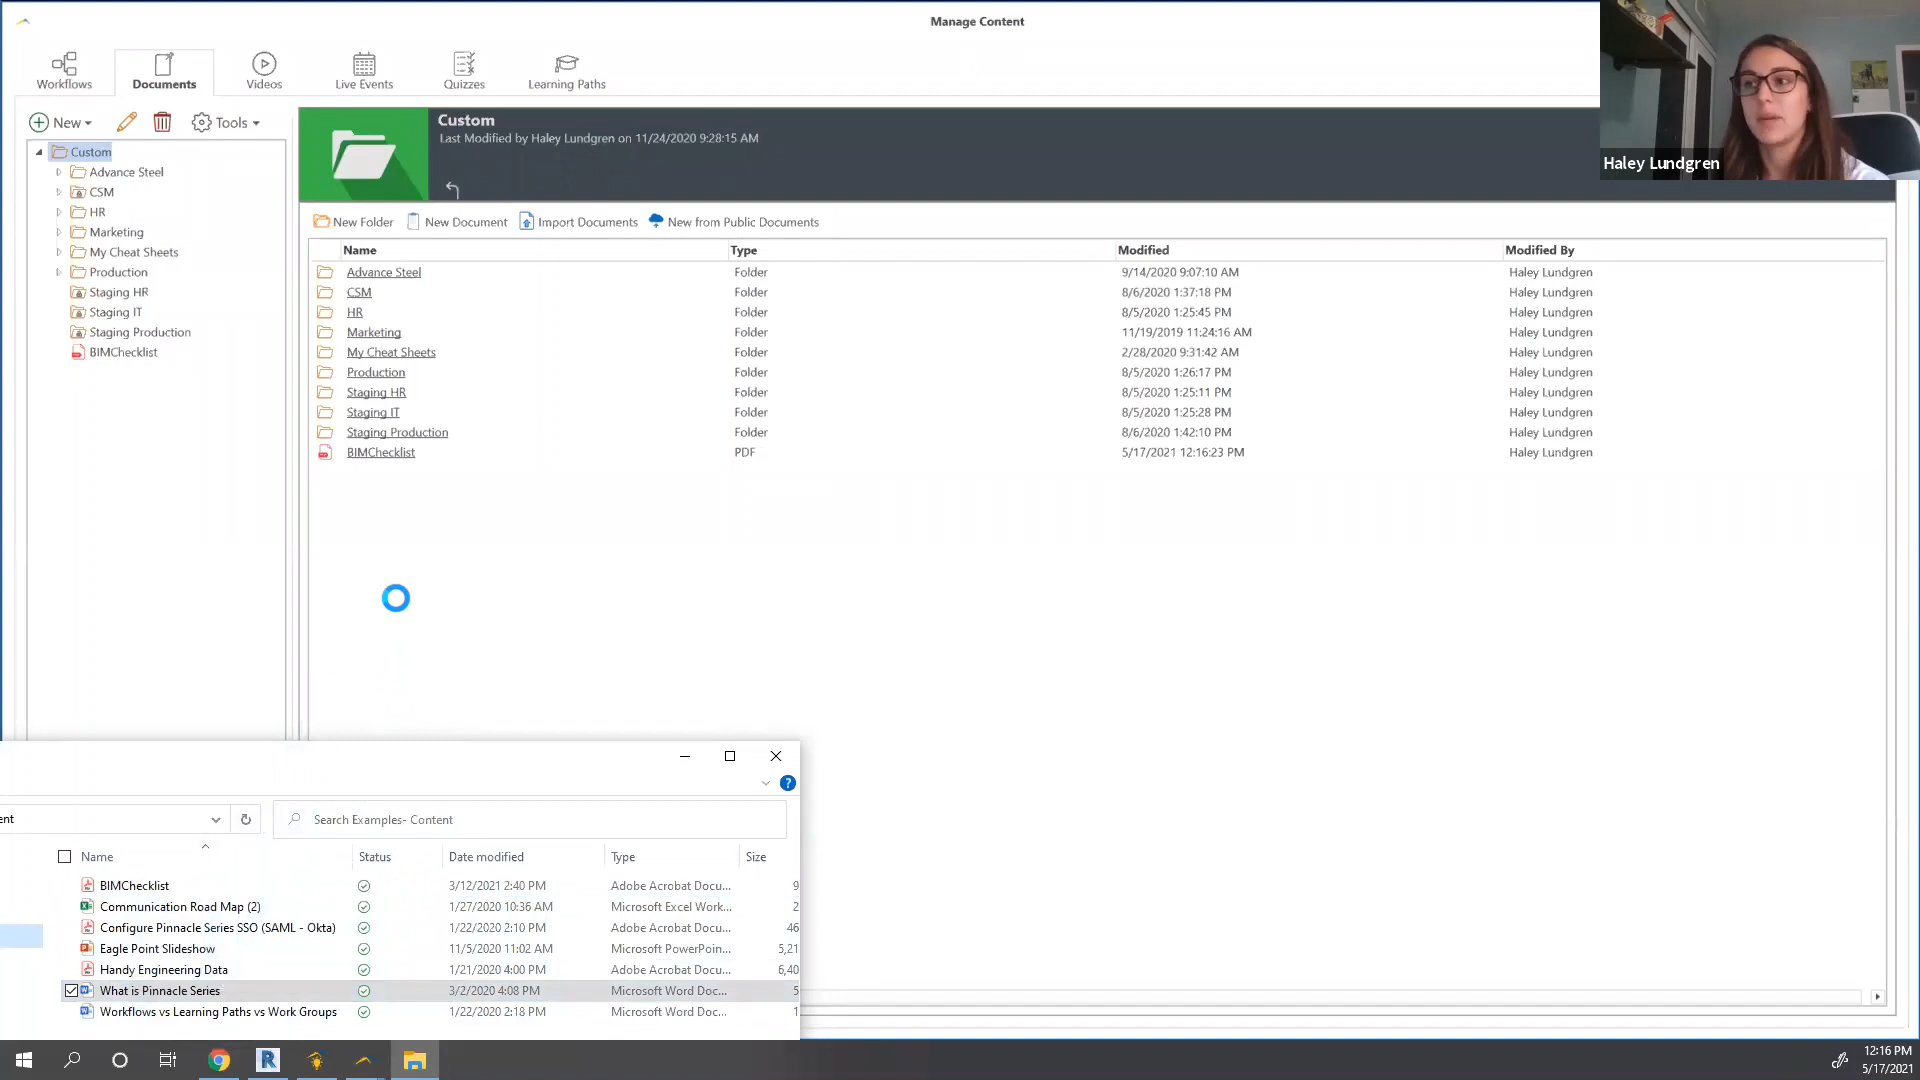 Manage Content
Workflows
Documents
Videos
Live Events
Quizzes
Learning Paths
New
Tools
Custom
Advance Steel
CSM
HR
Marketing
My Cheat Sheets
Production
Staging HR
Staging IT
Staging Production
BIMChecklist
Custom
Last Modified by Haley Lundgren on 11/24/2020 9:28:15 AM
Haley Lundgren
New Folder New Document Import Documents New from Public Documents
Name Type Modified Modified By
Advance Steel Folder 9/14/2020 9:07:10 AM Haley Lundgren
CSM Folder 8/6/2020 1:37:18 PM Haley Lundgren
HR Folder 8/5/2020 1:25:45 PM Haley Lundgren
Marketing Folder 11/19/2019 11:24:16 AM Haley Lundgren
My Cheat Sheets Folder 2/28/2020 9:31:42 AM Haley Lundgren
Production Folder 8/5/2020 1:26:17 PM Haley Lundgren
Staging HR Folder 8/5/2020 1:25:11 PM Haley Lundgren
Staging IT Folder 8/5/2020 1:25:28 PM Haley Lundgren
Staging Production Folder 8/6/2020 1:42:10 PM Haley Lundgren
BIMChecklist PDF 5/17/2021 12:16:23 PM Haley Lundgren
ent
Search Examples- Content
Name Status Date modified Type Size
BIMChecklist 3/12/2021 2:40 PM Adobe Acrobat Docu... 9
Communication Road Map (2) 1/27/2020 10:36 AM Microsoft Excel Work... 2
Configure Pinnacle Series SSO (SAML - Okta) 1/22/2020 2:10 PM Adobe Acrobat Docu... 46
Eagle Point Slideshow 11/5/2020 11:02 AM Microsoft PowerPoin... 5,21
Handy Engineering Data 1/21/2020 4:00 PM Adobe Acrobat Docu... 6,40
What is Pinnacle Series 3/2/2020 4:08 PM Microsoft Word Doc... 5
Workflows vs Learning Paths vs Work Groups 1/22/2020 2:18 PM Microsoft Word Doc... 1
12:16 PM
5/17/2021